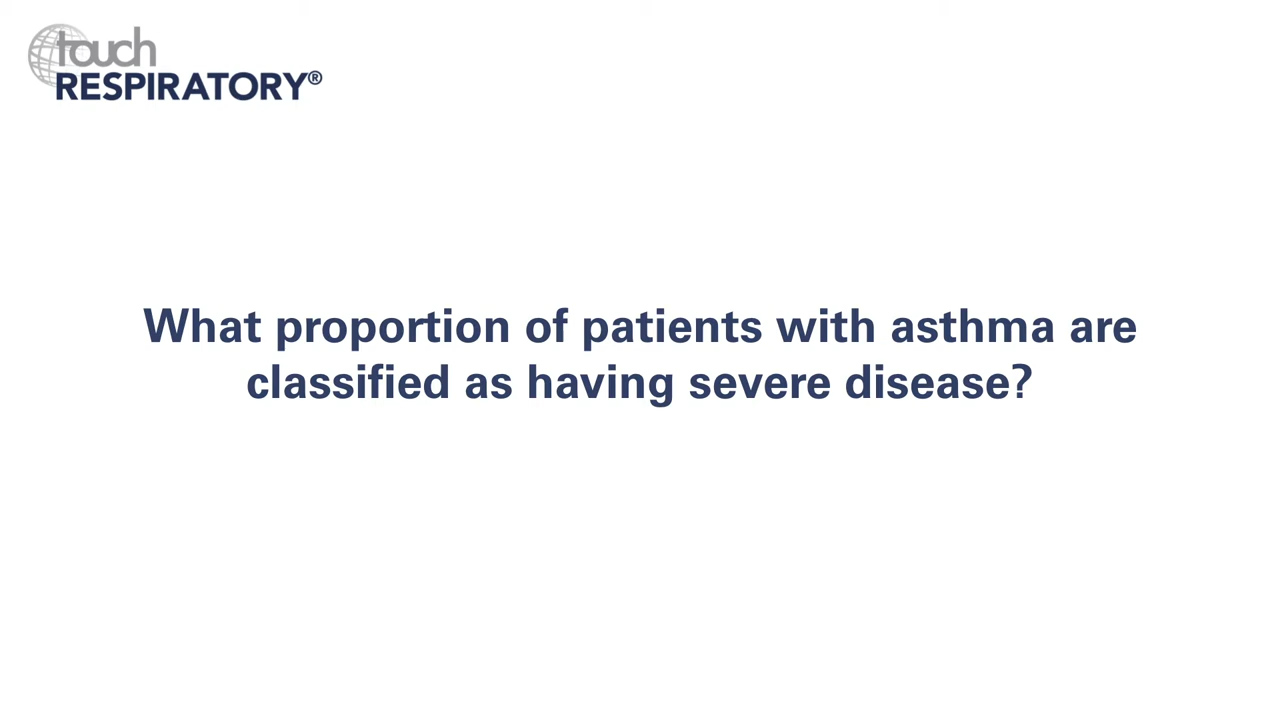 touch
RESPIRATORY®
What proportion of patients with asthma are
classified as having severe disease?